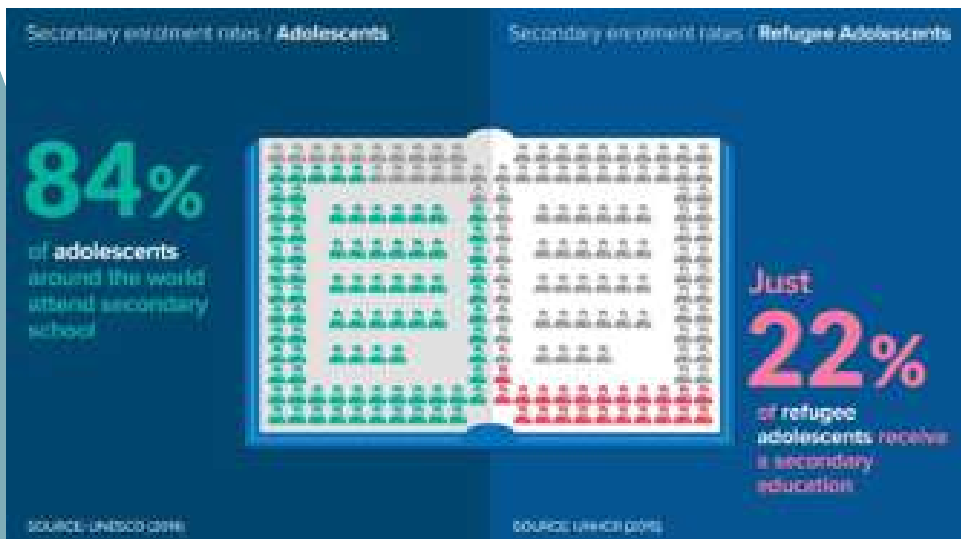 Secondary enrolment rates / Adolescents
84%
of adolescents
around the world
attend secondary
school
SOURCE: UNESCO
Secondary enrolment rates / Refugee Adolescents
Just
22%
of refugee
adolescents receive
a secondary
education
SOURCE: UNHCR